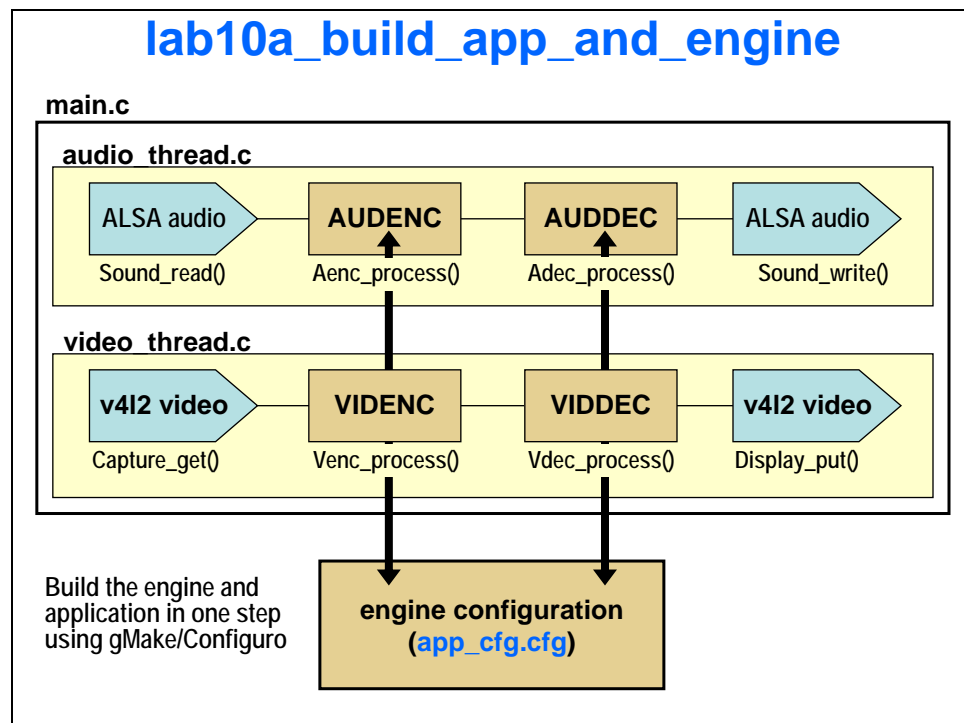 lab10a_build_app_and_engine
main.c
audio_thread.c
ALSA audio
AUDENC
AUDDEC
ALSA audio
Sound_read()
Aenc_process()
Adec_process()
Sound_write()
video_thread.c
v4l2 video
VIDENC
VIDDEC
v4l2 video
Capture_get()
Venc_process()
Vdec_process()
Display_put()
Build the engine and
application in one step
using gMake/Configuro
engine configuration
(app_cfg.cfg)